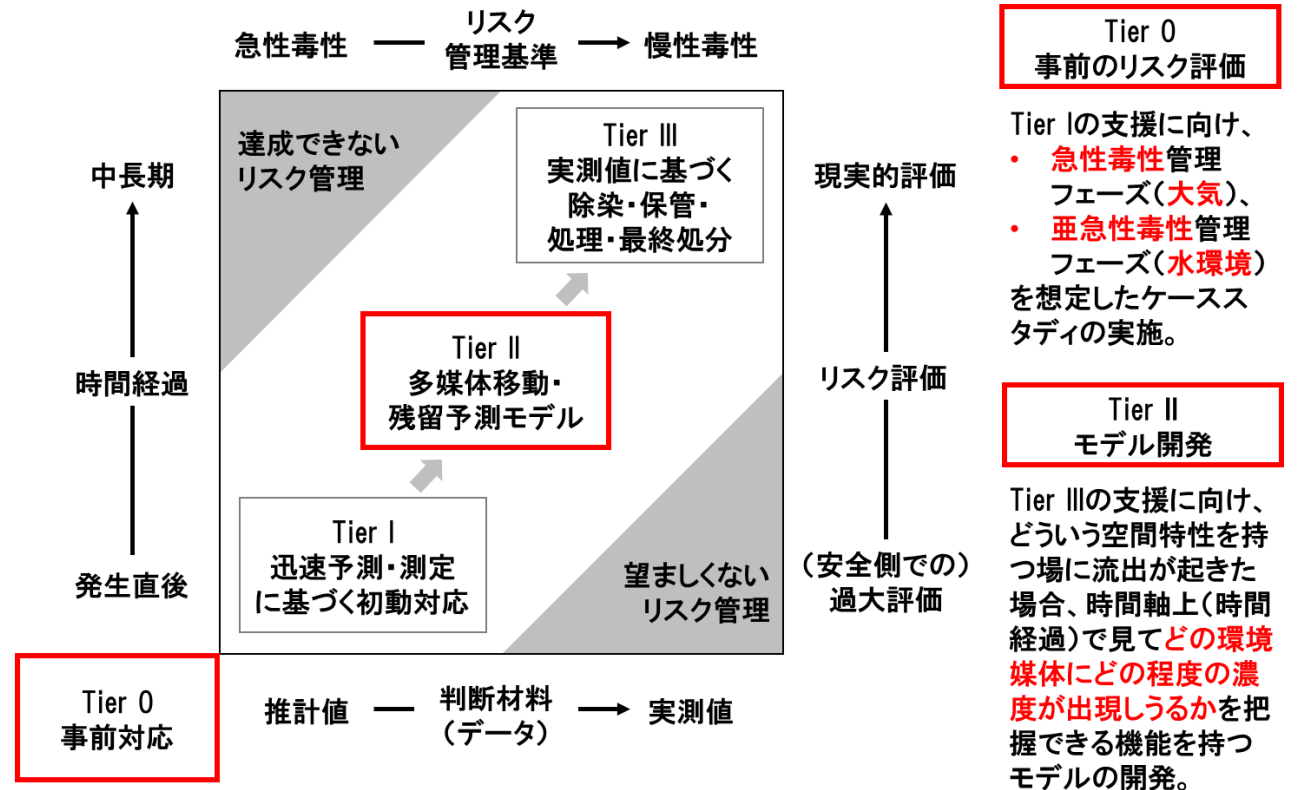 急性毒性
リスク
管理基準
慢性毒性
達成できない
リスク管理
Tier Ⅲ
実測値に基づく
除染・保管・
処理・最終処分
中長期
時間経過
発生直後
Tier Ⅱ
多媒体移動・
残留予測モデル
Tier Ⅰ
迅速予測・測定
に基づく初動対応
望ましくない
リスク管理
現実的評価
リスク評価
(安全側での)
過大評価
Tier 0
事前対応
推計値
判断材料
(データ)
実測値
Tier 0
事前のリスク評価
Tier Ⅰの支援に向け、
• 急性毒性管理
フェーズ(大気)、
• 亜急性毒性管理
フェーズ(水環境)
を想定したケースス
タディの実施。
Tier Ⅱ
モデル開発
Tier Ⅲの支援に向け、
どういう空間特性を持
つ場に流出が起きた
場合、時間軸上(時間
経過)で見てどの環境
媒体にどの程度の濃
度が出現しうるかを把
握できる機能を持つ
モデルの開発。